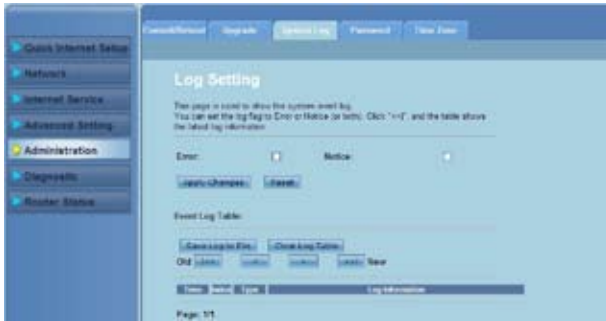 Commit/Reboot Upgrade System Log Password Time Zone
Quick Internet Setup
Network
Internet Service
Advanced Setting
Administration
Diagnostic
Router Status
Log Setting
This page is used to show the system event log.
You can set the log flag to Error or Notice (or both). Click ">>|", and the table shows
the latest log information.
Error: Notice:
Apply Changes Reset
Event Log Table:
Save Log to File Clean Log Table
Old New
Time Type Log Information
Page: 1/1